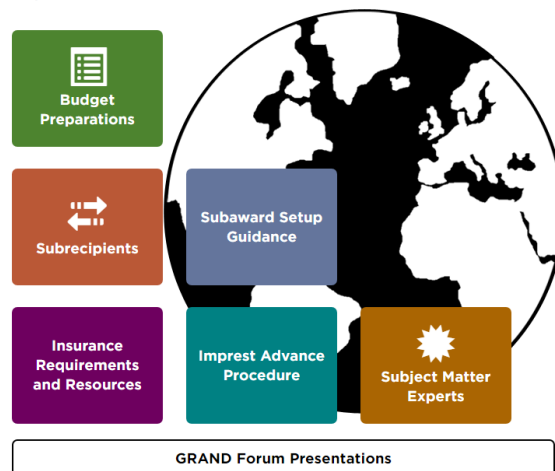 Budget
Preparations
Subrecipients
Subaward Setup
Guidance
Insurance
Requirements
and Resources
Imprest Advance
Procedure
Subject Matter
Experts
GRAND Forum Presentations